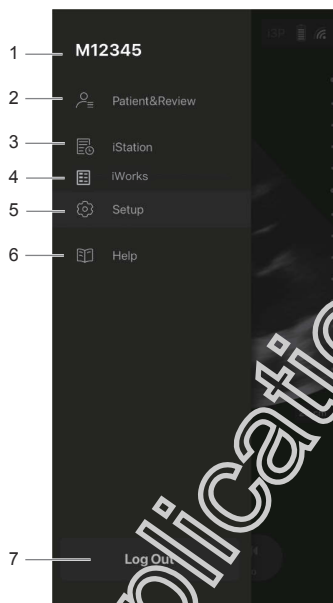 1 M12345
2 Patient&Review
3 iStation
4 iWorks
5 Setup
6 Help
7 Log Out